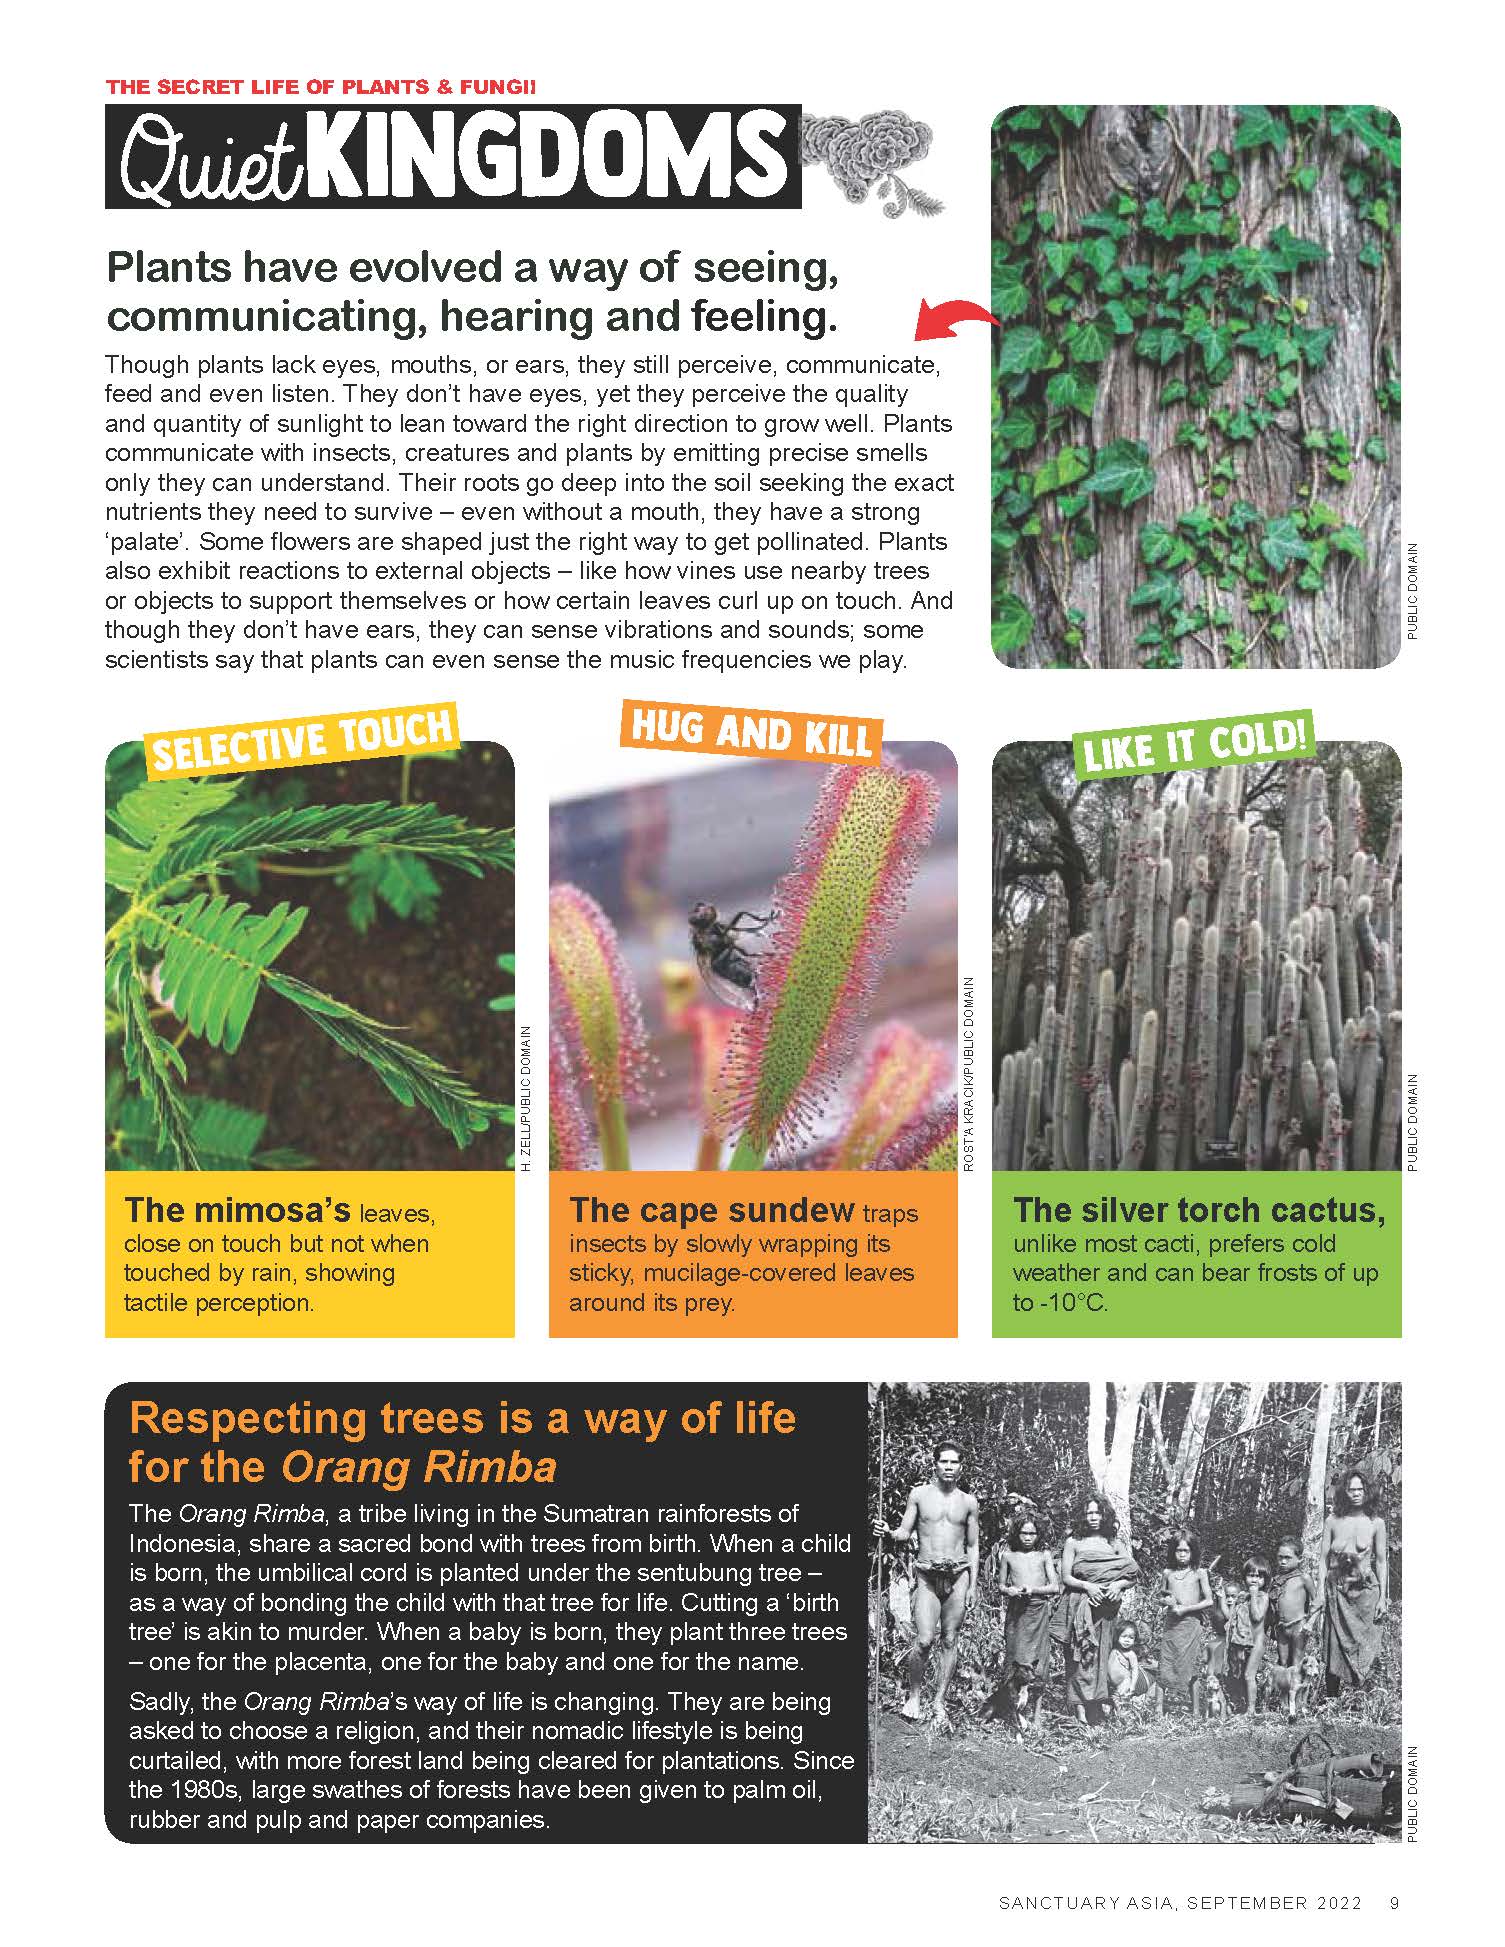 THE SECRET LIFE OF PLANTS & FUNGI!
Quiet KINGDOMS
Plants have evolved a way of seeing,
communicating, hearing and feeling.
Though plants lack eyes, mouths, or ears, they still perceive, communicate,
feed and even listen. They don’t have eyes, yet they perceive the quality
and quantity of sunlight to lean toward the right direction to grow well. Plants
communicate with insects, creatures and plants by emitting precise smells
only they can understand. Their roots go deep into the soil seeking the exact
nutrients they need to survive – even without a mouth, they have a strong
‘palate’. Some flowers are shaped just the right way to get pollinated. Plants
also exhibit reactions to external objects – like how vines use nearby trees
or objects to support themselves or how certain leaves curl up on touch. And
though they don’t have ears, they can sense vibrations and sounds; some
scientists say that plants can even sense the music frequencies we play.
PUBLIC DOMAIN
SELECTIVE TOUCH
H. ZELL/PUBLIC DOMAIN
The mimosa’s leaves,
close on touch but not when
touched by rain, showing
tactile perception.
HUG AND KILL
ROST'A KRACIK/PUBLIC DOMAIN
The cape sundew traps
insects by slowly wrapping its
sticky, mucilage-covered leaves
around its prey.
LIKE IT COLD!
PUBLIC DOMAIN
The silver torch cactus,
unlike most cacti, prefers cold
weather and can bear frosts of up
to -10°C.
Respecting trees is a way of life
for the Orang Rimba
The Orang Rimba, a tribe living in the Sumatran rainforests of
Indonesia, share a sacred bond with trees from birth. When a child
is born, the umbilical cord is planted under the sentubung tree –
as a way of bonding the child with that tree for life. Cutting a ‘birth
tree’ is akin to murder. When a baby is born, they plant three trees
– one for the placenta, one for the baby and one for the name.
Sadly, the Orang Rimba’s way of life is changing. They are being
asked to choose a religion, and their nomadic lifestyle is being
curtailed, with more forest land being cleared for plantations. Since
the 1980s, large swathes of forests have been given to palm oil,
rubber and pulp and paper companies.
PUBLIC DOMAIN
SANCTUARY ASIA, SEPTEMBER 2022 9